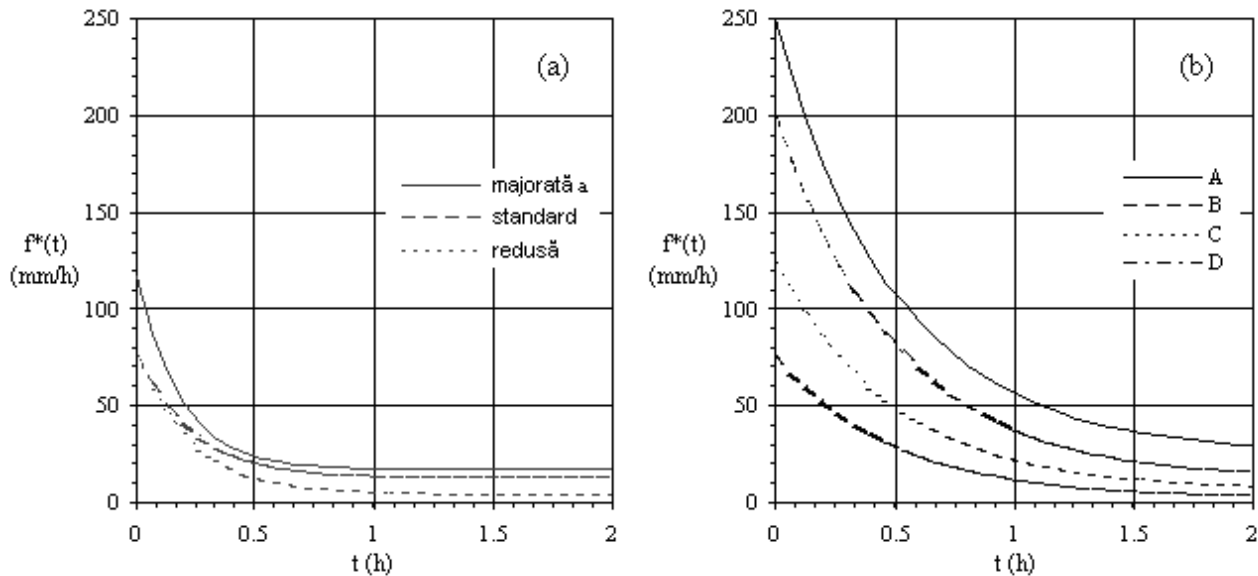 250
200
150
100
50
0
f*(t)
(mm/h)
(a)
majorată a
standard
redusă
0 0.5 1 1.5 2
t (h)
250
200
150
100
50
0
f*(t)
(mm/h)
(b)
A
B
C
D
0 0.5 1 1.5 2
t (h)